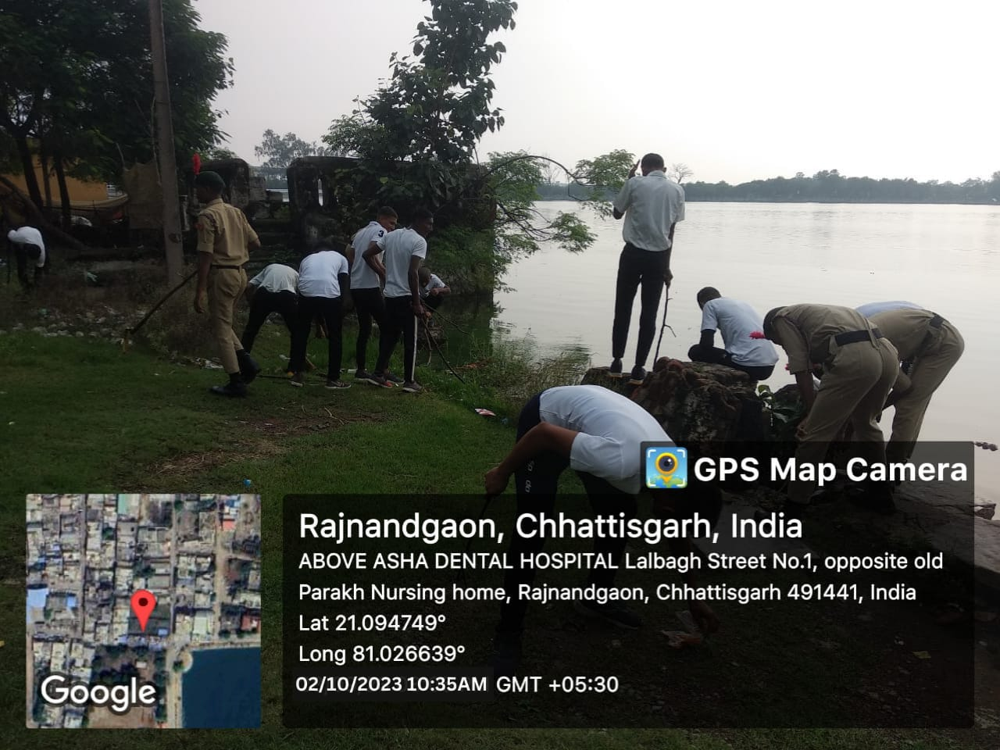 GPS Map Camera
Rajnandgaon, Chhattisgarh, India
ABOVE ASHA DENTAL HOSPITAL Lalbagh Street No.1, opposite old
Parakh Nursing home, Rajnandgaon, Chhattisgarh 491441, India
Lat 21.094749°
Long 81.026639°
02/10/2023 10:35AM GMT +05:30
Google
3